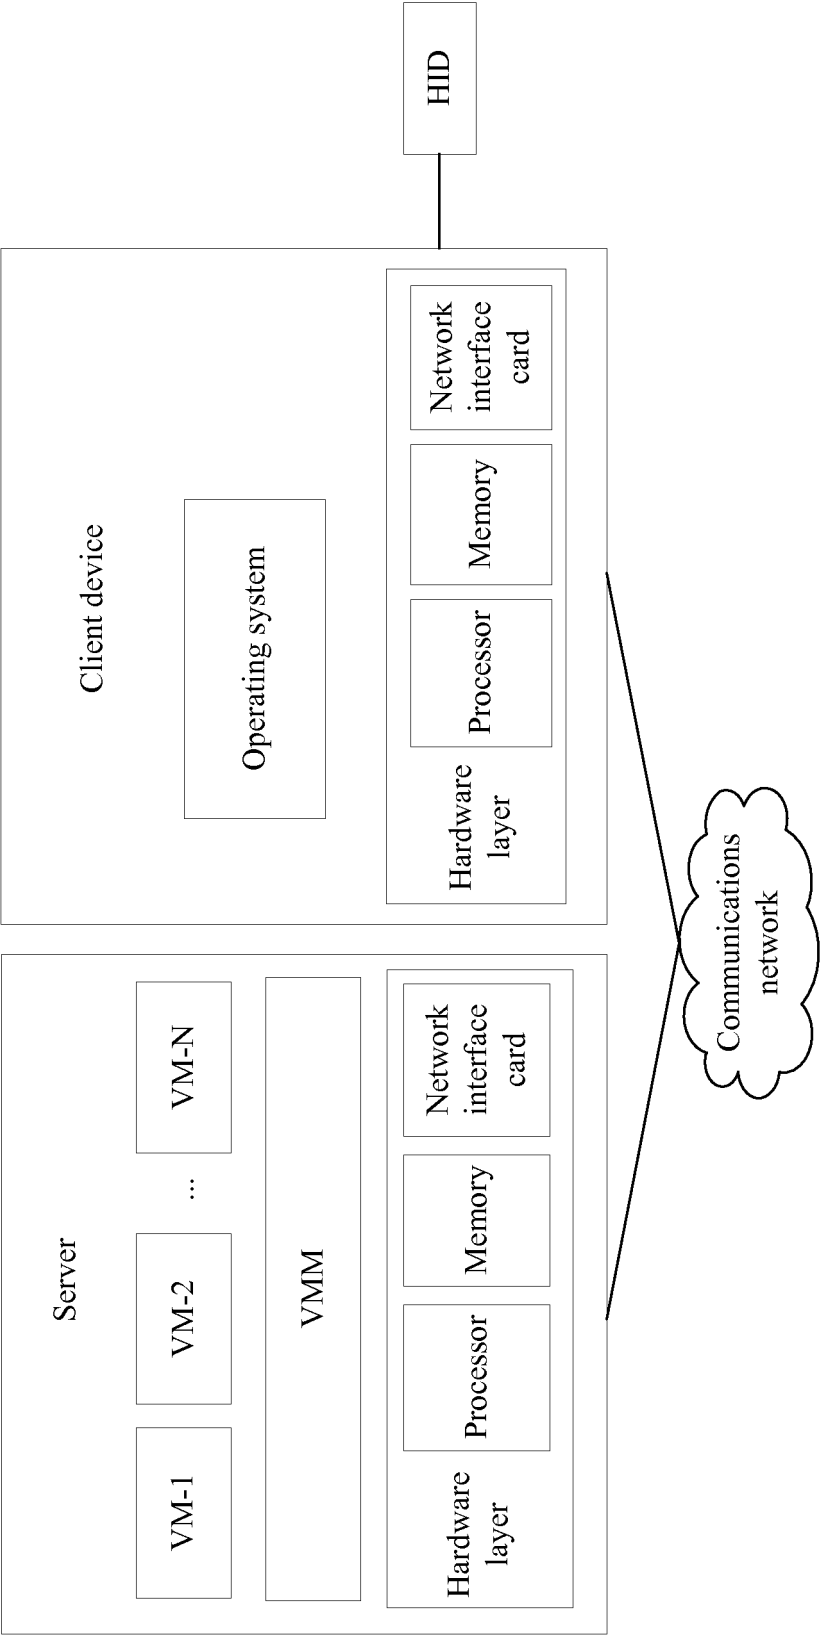 Server
VM-1
VM-2
...
VM-N
VMM
Hardware
layer
Processor
Memory
Network
interface
card
Client device
Operating system
Hardware
layer
Processor
Memory
Network
interface
card
HID
Communications
network